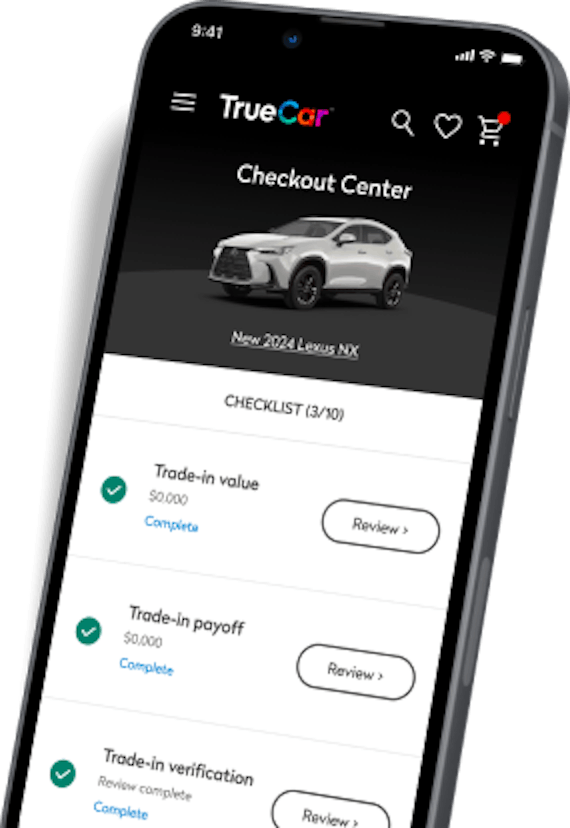 9:41
TrueCar
Checkout Center
New 2024 Lexus NX
CHECKLIST (3/10)
Trade-in value
$0,000
Complete
Review ›
Trade-in payoff
$0,000
Complete
Review ›
Trade-in verification
Review complete
Complete
Review ›